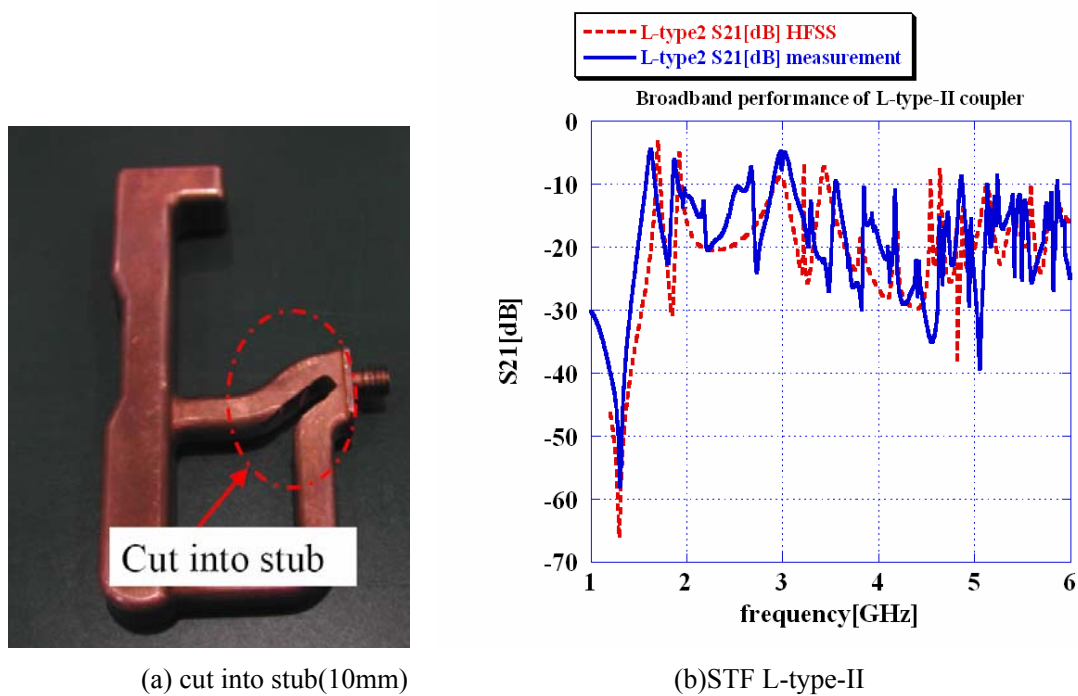 L-type2 S21[dB] HFSS
L-type2 S21[dB] measurement
Broadband performance of L-type-II coupler
0
-10
-20
-30
-40
-50
-60
-70
S21[dB]
1 2 3 4 5 6
frequency[GHz]
Cut into stub
(a) cut into stub(10mm)
(b)STF L-type-II